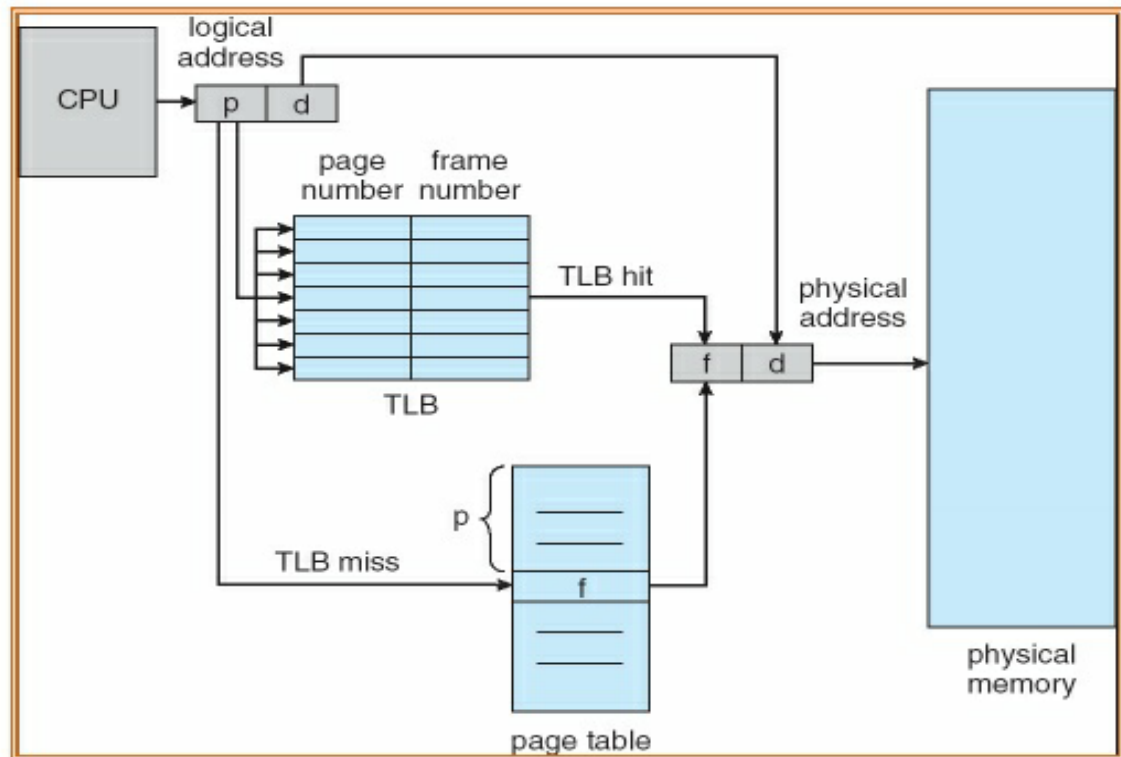 logical
address
CPU
p d
page
number
frame
number
TLB hit
physical
address
f d
TLB
p
TLB miss
f
physical
memory
page table